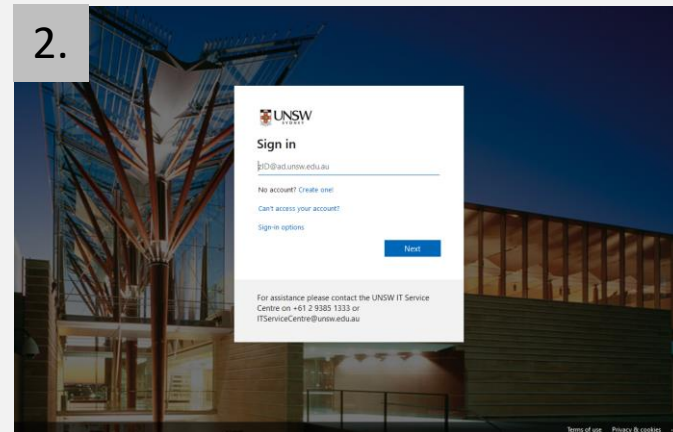 2.
UNSW
SYDNEY
Sign in
zID@ad.unsw.edu.au
No account? Create one!
Can't access your account?
Sign-in options
Next
For assistance please contact the UNSW IT Service
Centre on +61 2 9385 1333 or
ITServiceCentre@unsw.edu.au
Terms of use Privacy & cookies